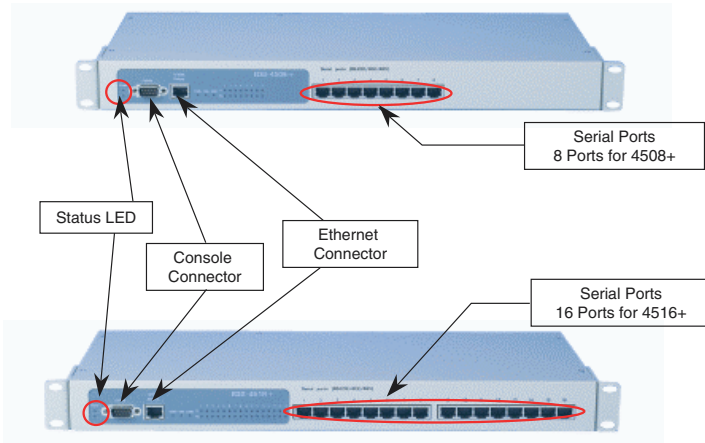 Serial Ports
8 Ports for 4508+
Status LED
Console
Connector
Ethernet
Connector
Serial Ports
16 Ports for 4516+